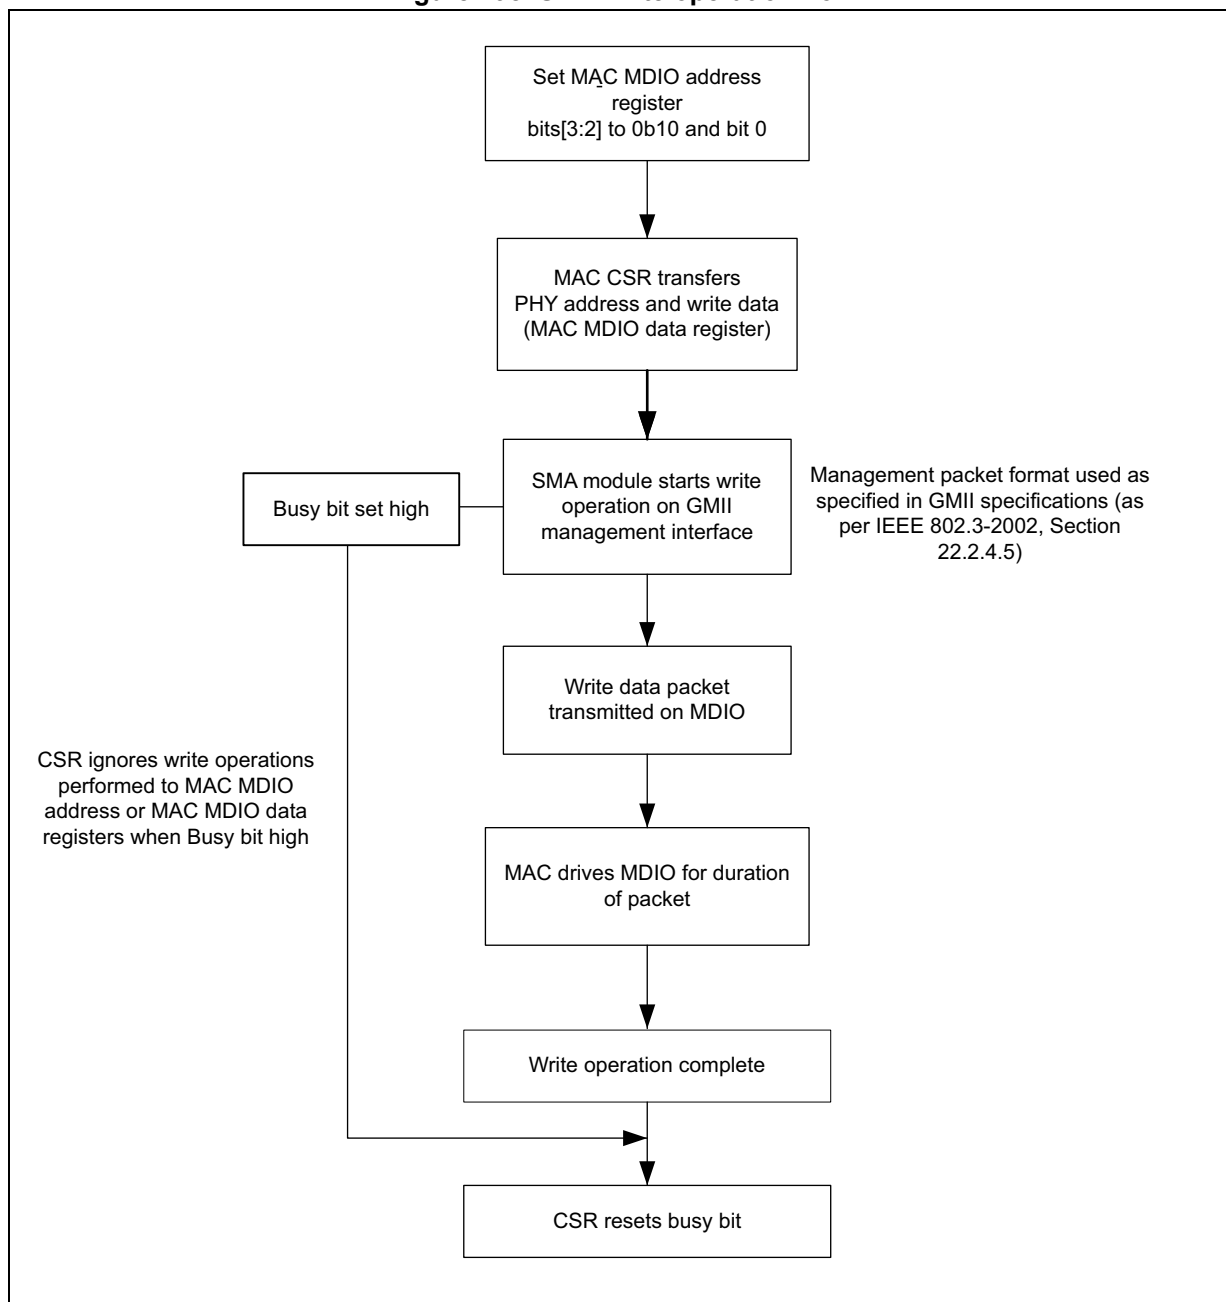 Set MAC MDIO address
register
bits[3:2] to 0b10 and bit 0
MAC CSR transfers
PHY address and write data
(MAC MDIO data register)
SMA module starts write
operation on GMII
management interface
Busy bit set high
Management packet format used as
specified in GMII specifications (as
per IEEE 802.3-2002, Section
22.2.4.5)
Write data packet
transmitted on MDIO
CSR ignores write operations
performed to MAC MDIO
address or MAC MDIO data
registers when Busy bit high
MAC drives MDIO for duration
of packet
Write operation complete
CSR resets busy bit